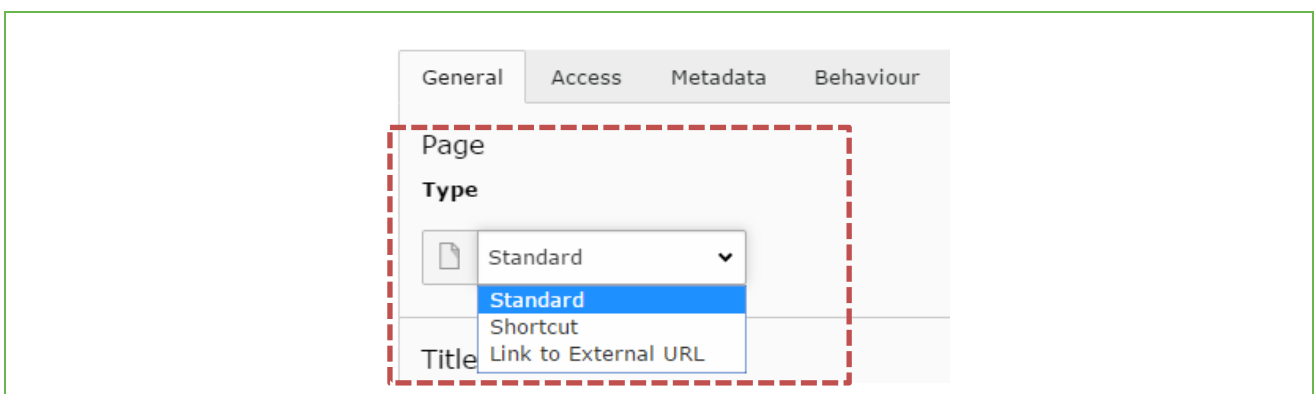 General Access Metadata Behaviour
Page
Type
Standard
Standard
Shortcut
Link to External URL
Title